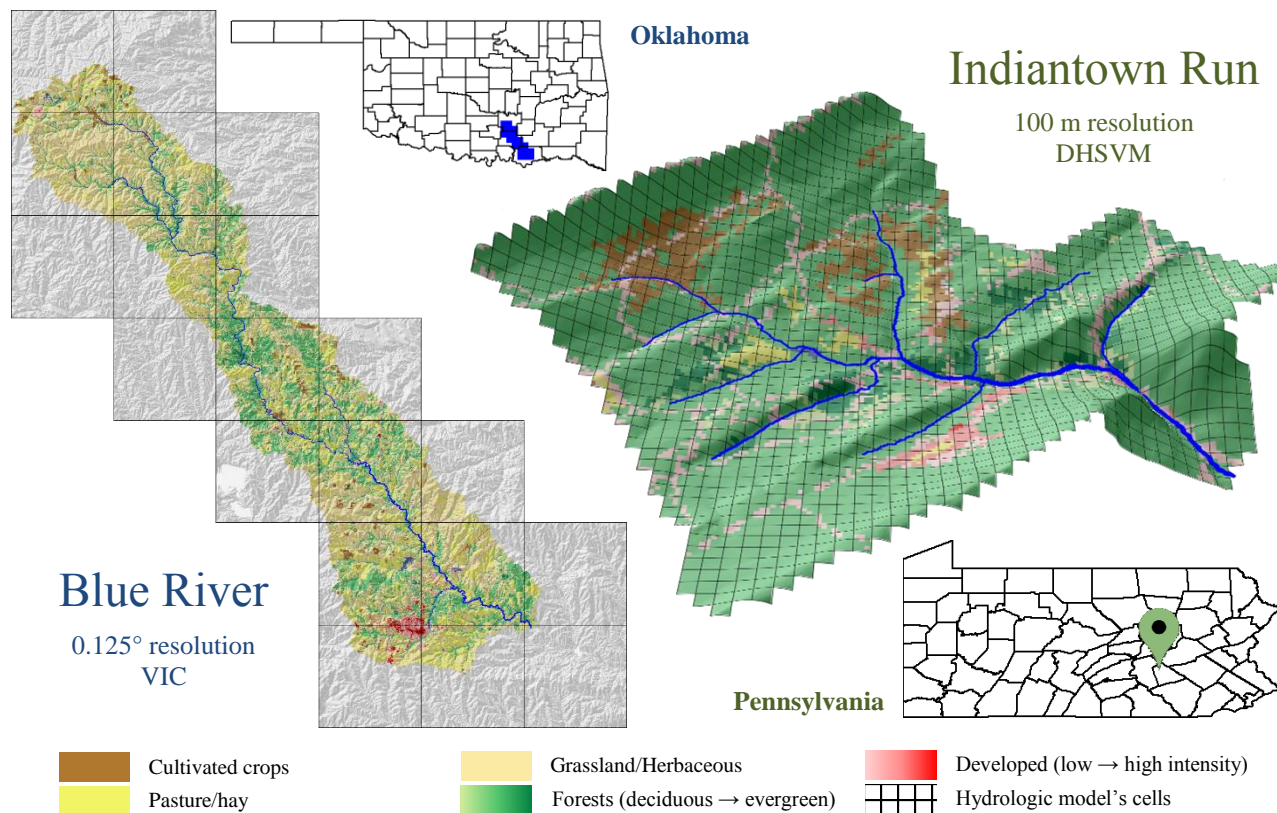 Oklahoma
Indiantown Run
100 m resolution
DHSVM
Blue River
0.125° resolution
VIC
Pennsylvania
Cultivated crops
Pasture/hay
Grassland/Herbaceous
Forests (deciduous → evergreen)
Developed (low → high intensity)
Hydrologic model's cells